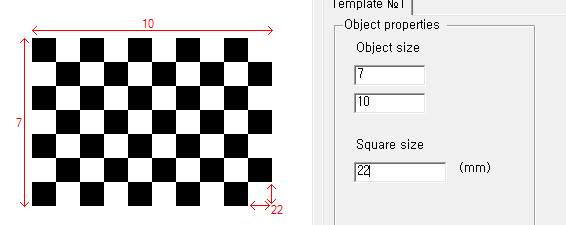 10
7
22
Template №1
Object properties
Object size
7
10
Square size
22
(mm)